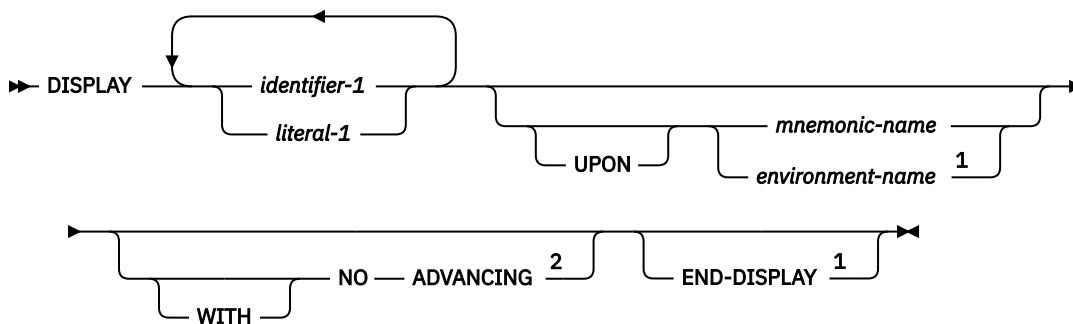 DISPLAY identifier-1
literal-1
mnemonic-name
UPON
environment-name 1
NO ADVANCING 2
END-DISPLAY 1
WITH